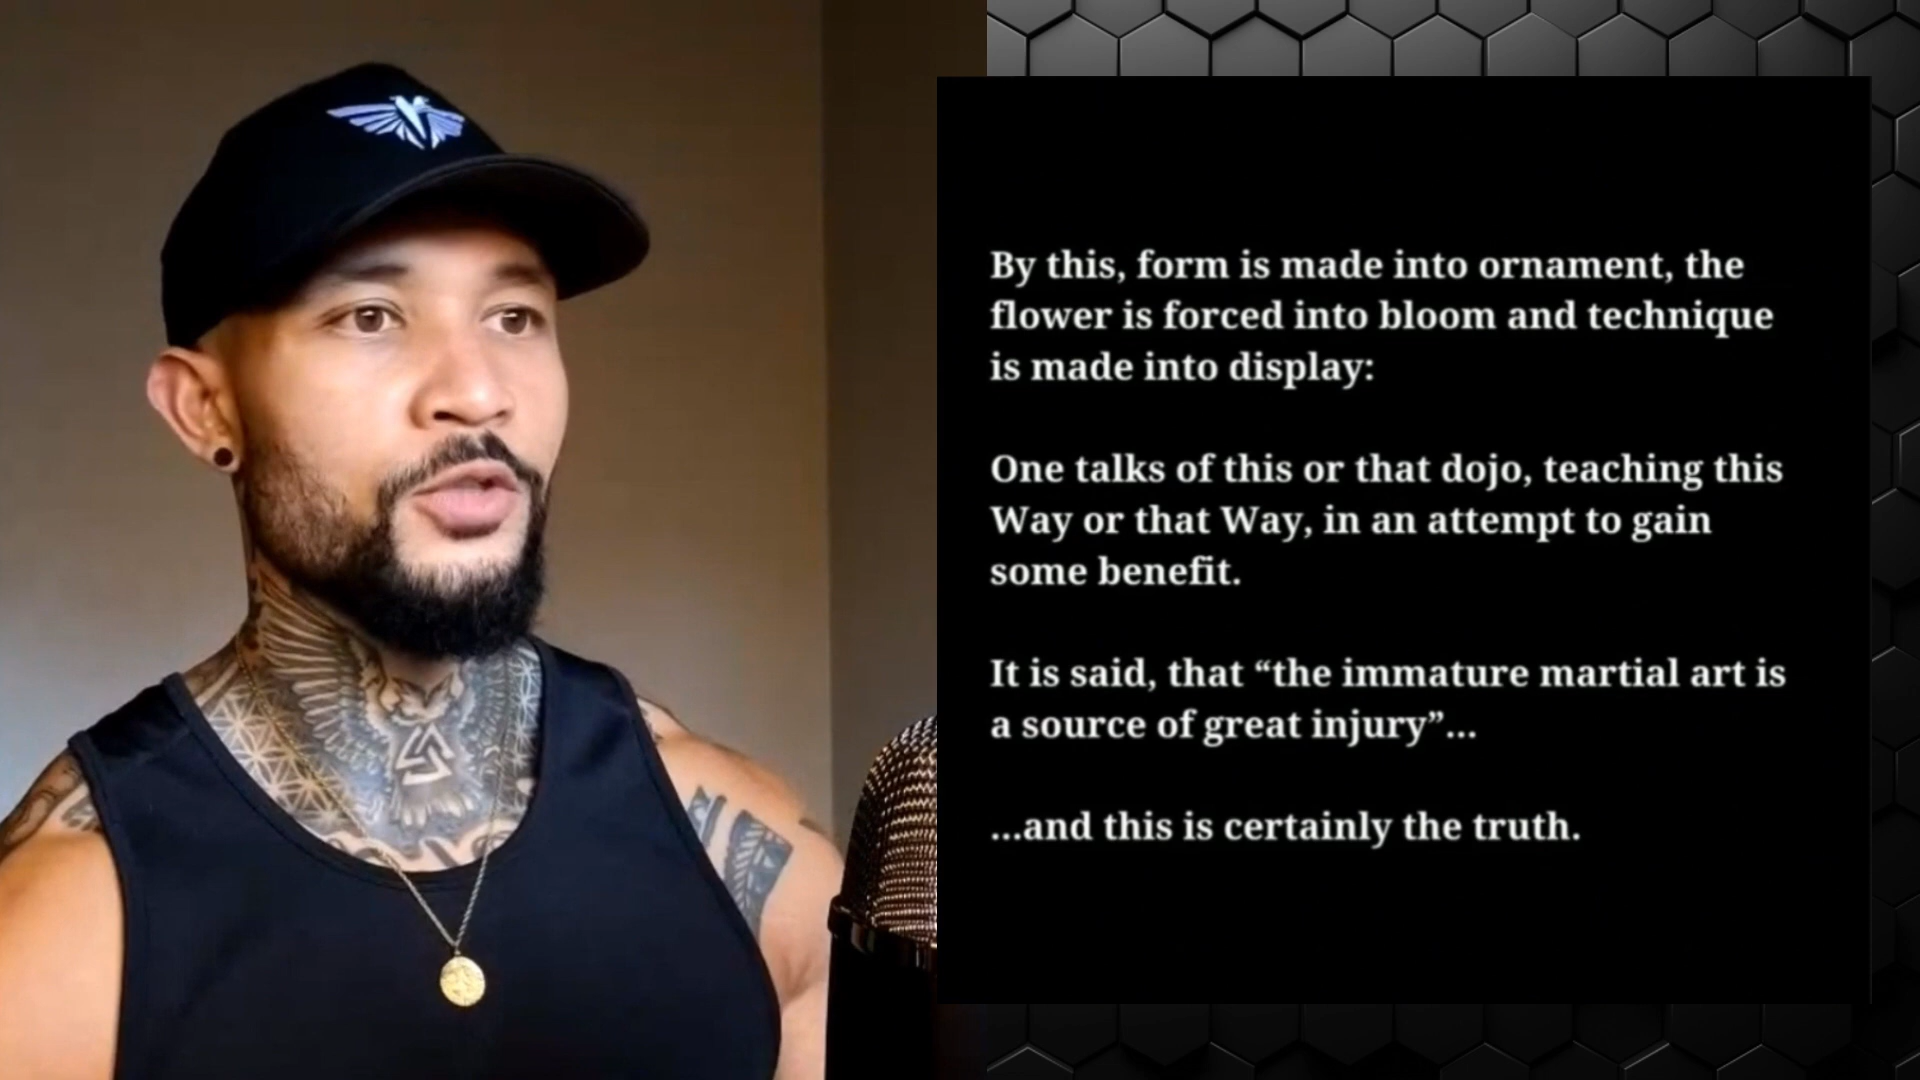 By this, form is made into ornament, the
flower is forced into bloom and technique
is made into display:
One talks of this or that dojo, teaching this
Way or that Way, in an attempt to gain
some benefit.
It is said, that “the immature martial art is
a source of great injury”...
...and this is certainly the truth.